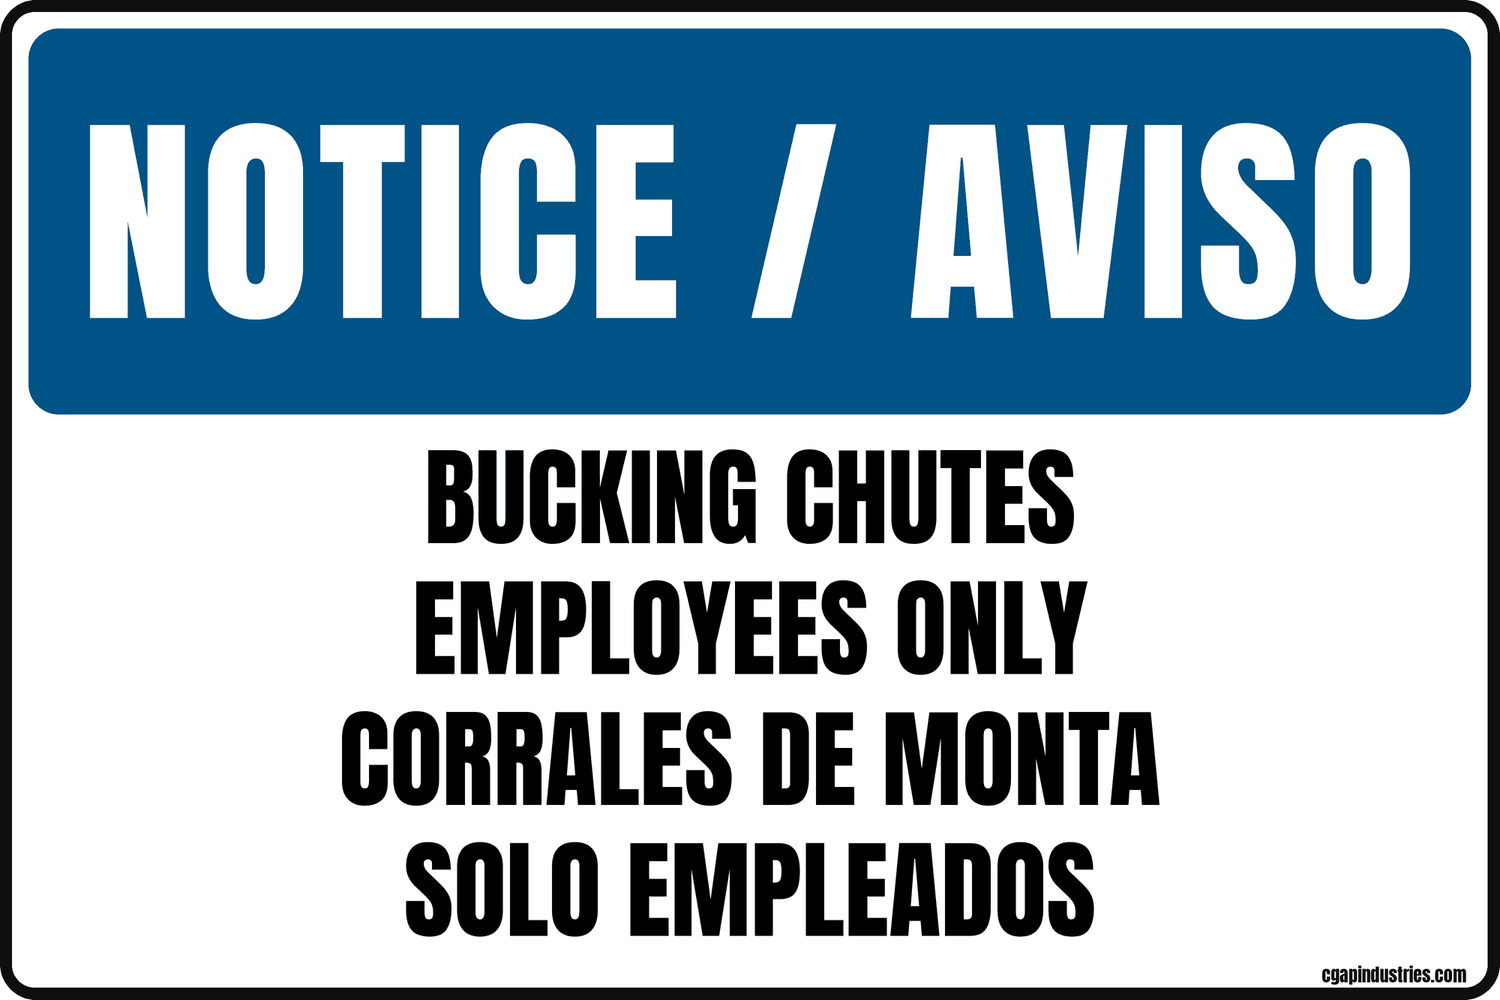 NOTICE / AVISO
BUCKING CHUTES
EMPLOYEES ONLY
CORRALES DE MONTA
SOLO EMPLEADOS
cgapindustries.com